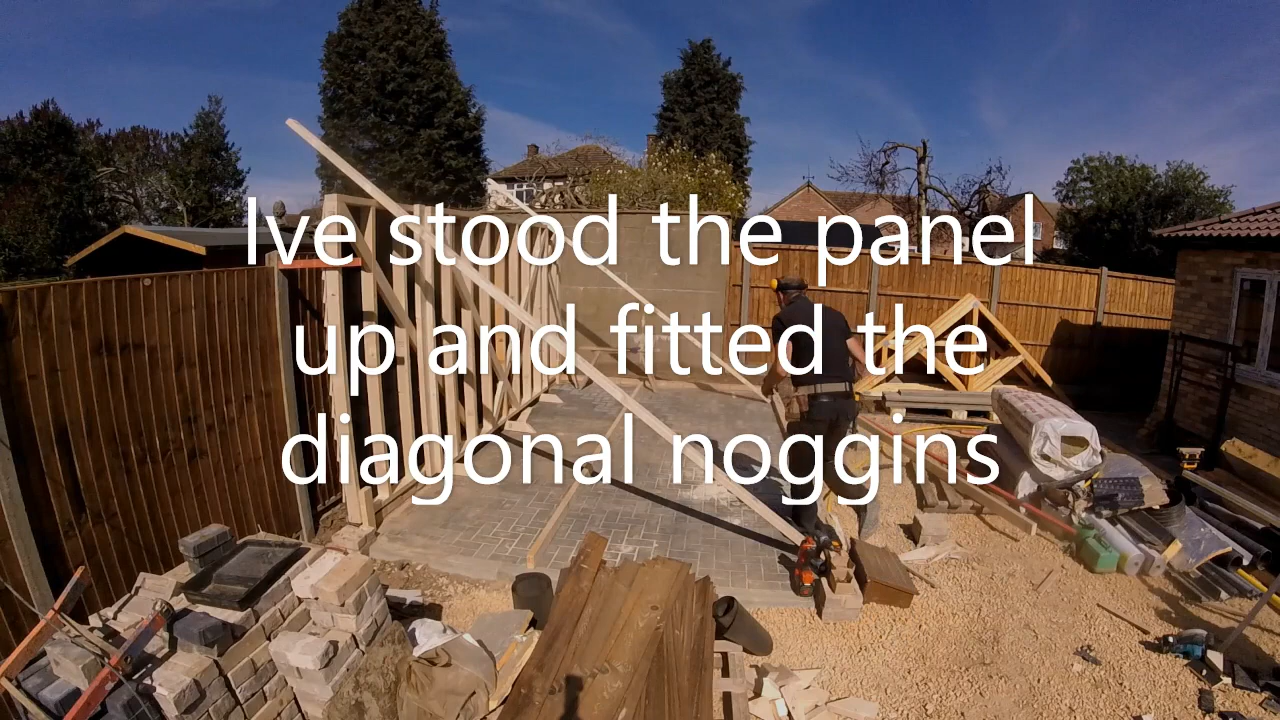 Ive stood the panel
up and fitted the
diagonal noggins